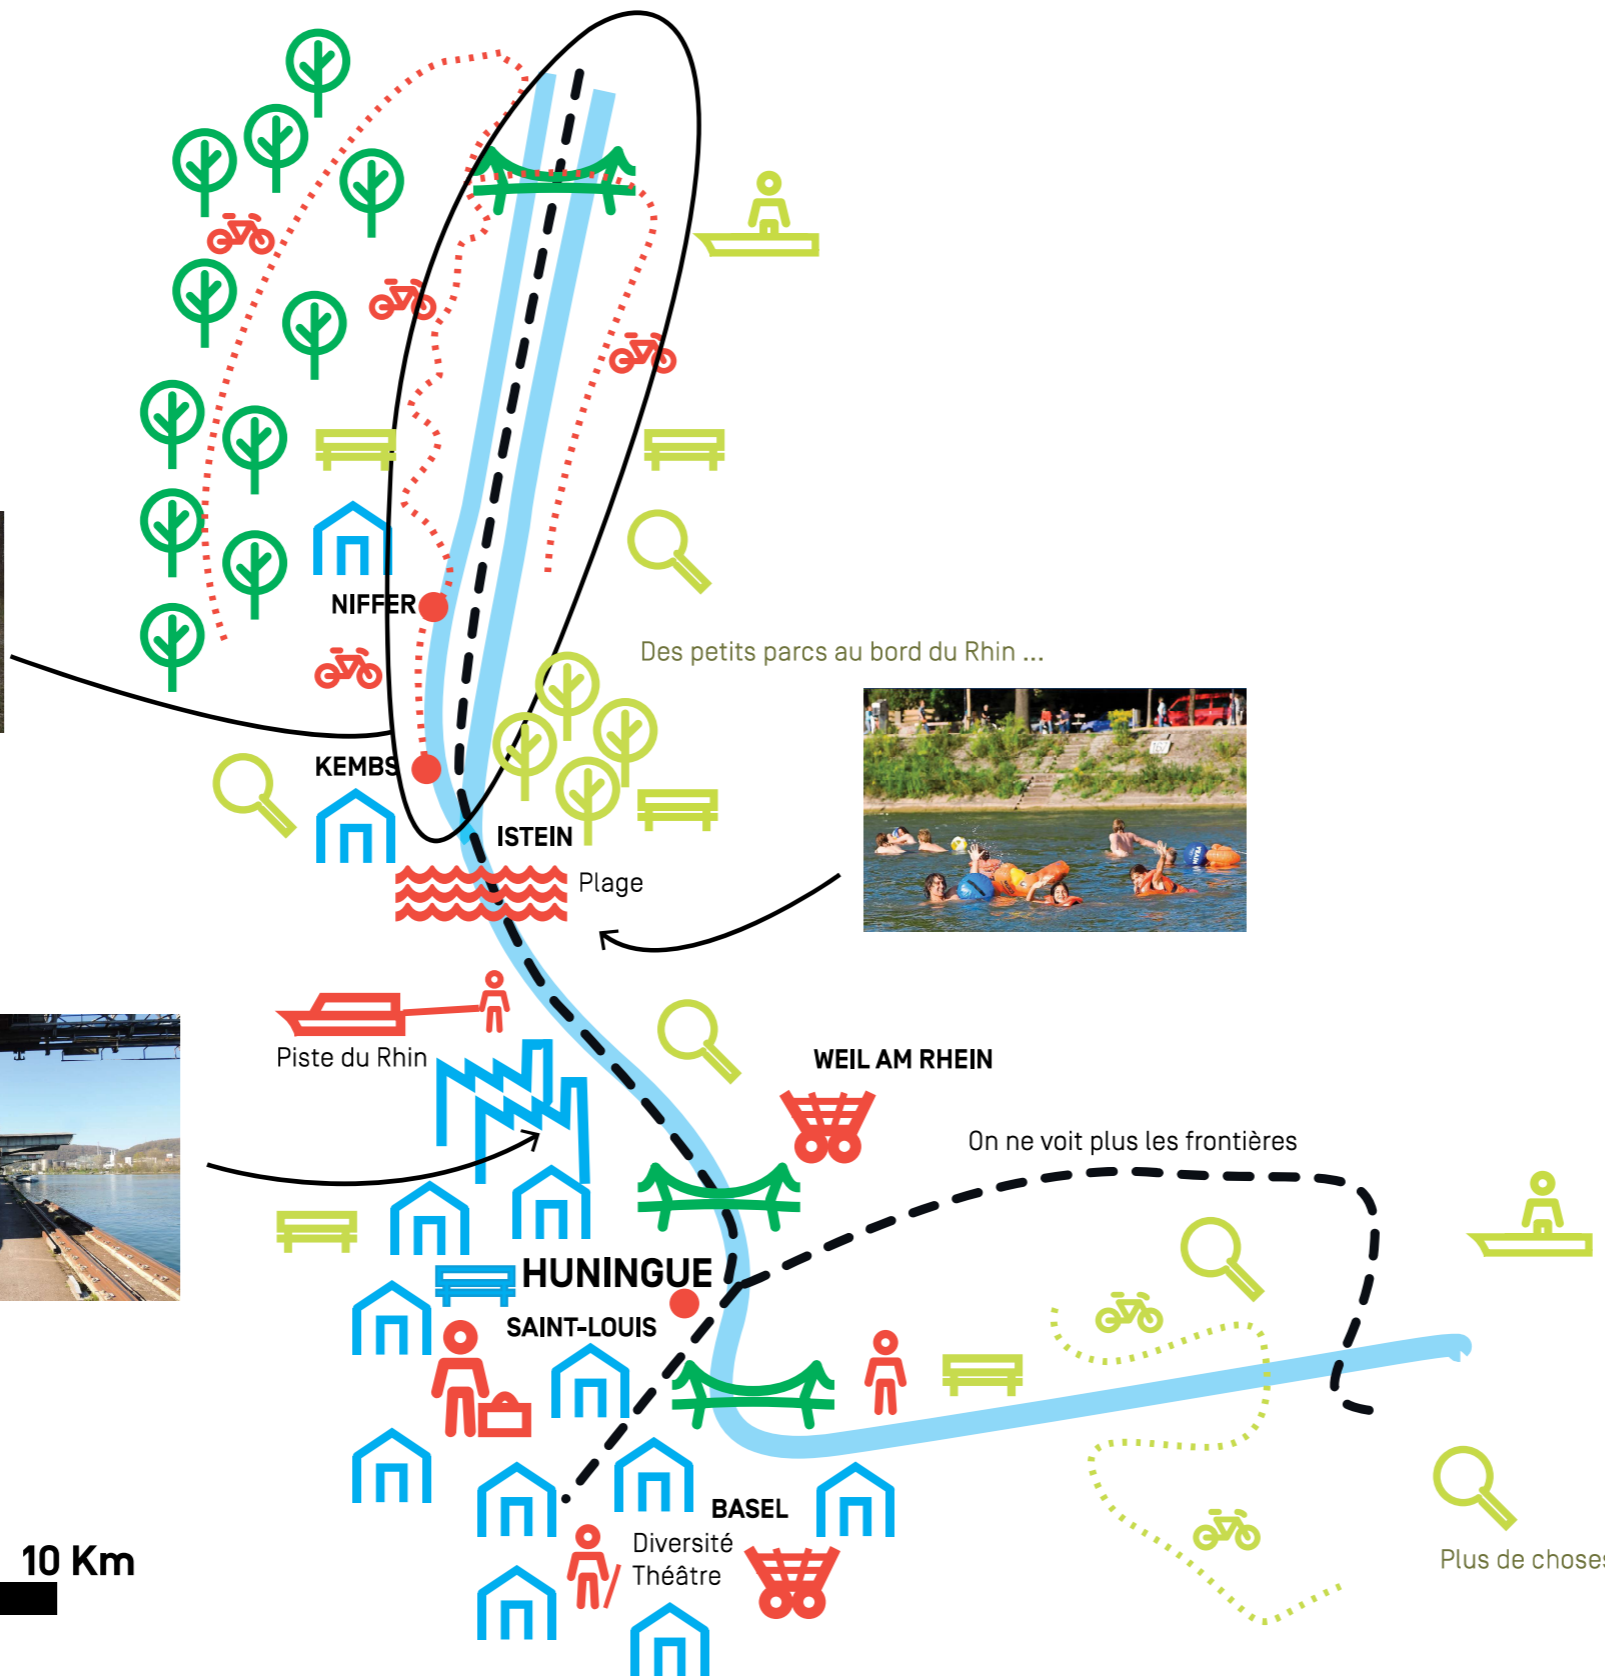 NIFFER
Des petits parcs au bord du Rhin ...
KEMBS
ISTEIN
Plage
Piste du Rhin
WEIL AM RHEIN
On ne voit plus les frontières
HUNINGUE
SAINT-LOUIS
BASEL
Diversité
Théâtre
10 Km
Plus de choses